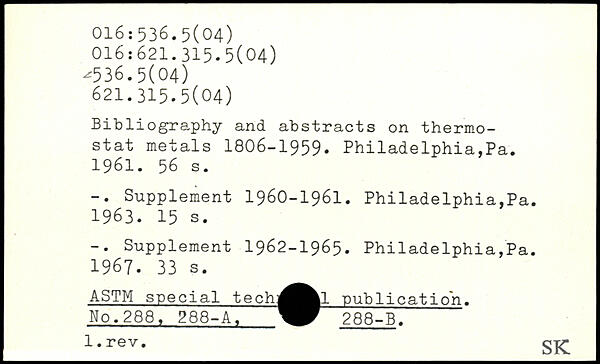 016:536.5(04)
016:621.315.5(04)
536.5(04)
621.315.5(04)
Bibliography and abstracts on thermo-
stat metals 1806-1959. Philadelphia,Pa.
1961. 56 s.
-. Supplement 1960-1961. Philadelphia,Pa.
1963. 15 s.
-. Supplement 1962-1965. Philadelphia,Pa.
1967. 33 s.
ASTM special tech l publication.
No.288, 288-A, 288-B.
1.rev.
SK